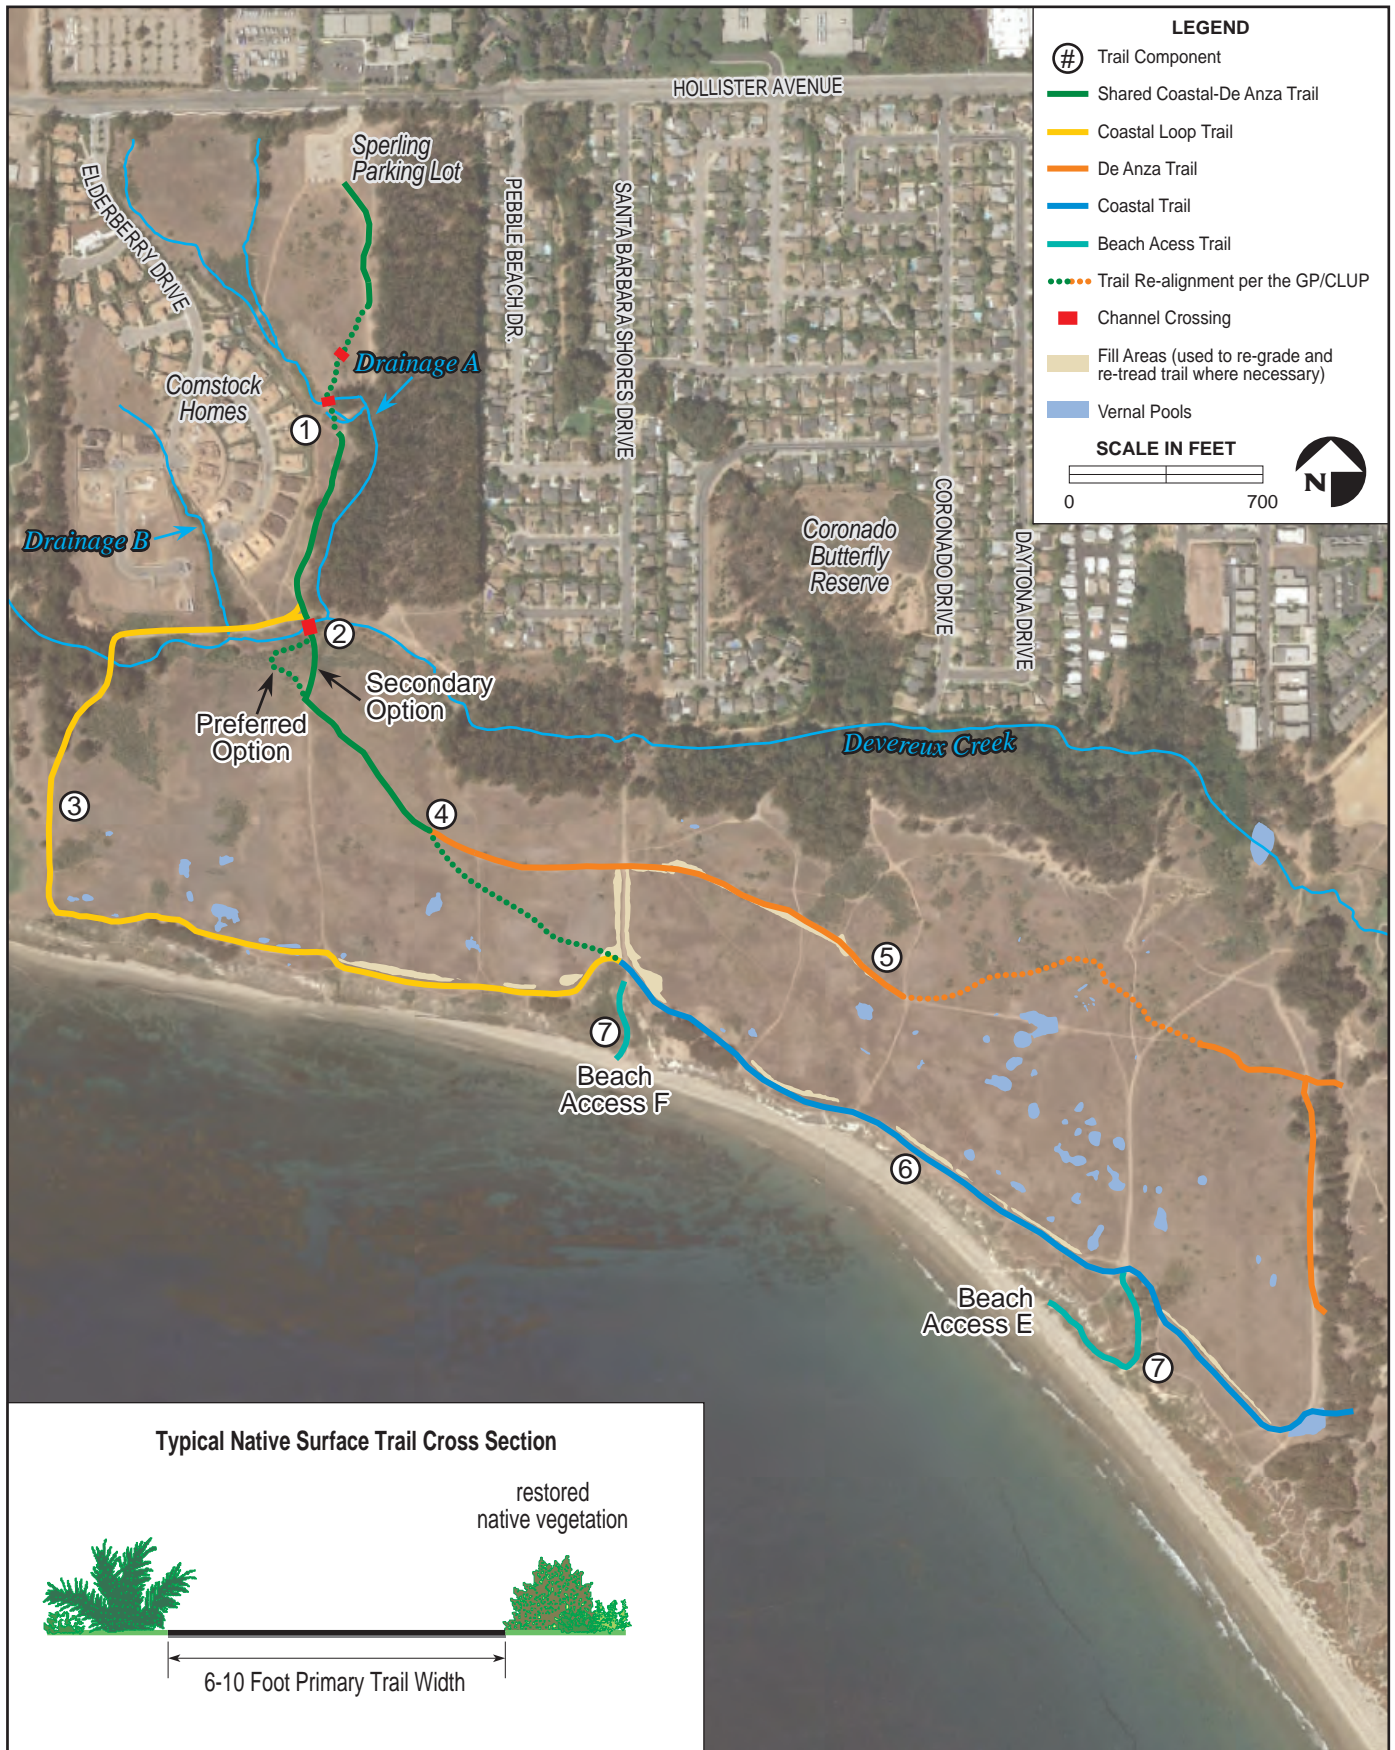 LEGEND
# Trail Component
Shared Coastal-De Anza Trail
Coastal Loop Trail
De Anza Trail
Coastal Trail
Beach Acess Trail
Trail Re-alignment per the GP/CLUP
Channel Crossing
Fill Areas (used to re-grade and
re-tread trail where necessary)
Vernal Pools
SCALE IN FEET
0 700
N
HOLLISTER AVENUE
Sperling
Parking Lot
ELDERBERRY DRIVE
PEBBLE BEACH DR.
SANTA BARBARA SHORES DRIVE
Drainage A
Comstock
Homes
1
Drainage B
Coronado
Butterfly
Reserve
CORONADO DRIVE
DAYTONA DRIVE
2
Secondary
Option
Preferred
Option
Devereux Creek
3
4
5
7
Beach
Access F
6
Beach
Access E
7
Typical Native Surface Trail Cross Section
restored
native vegetation
6-10 Foot Primary Trail Width